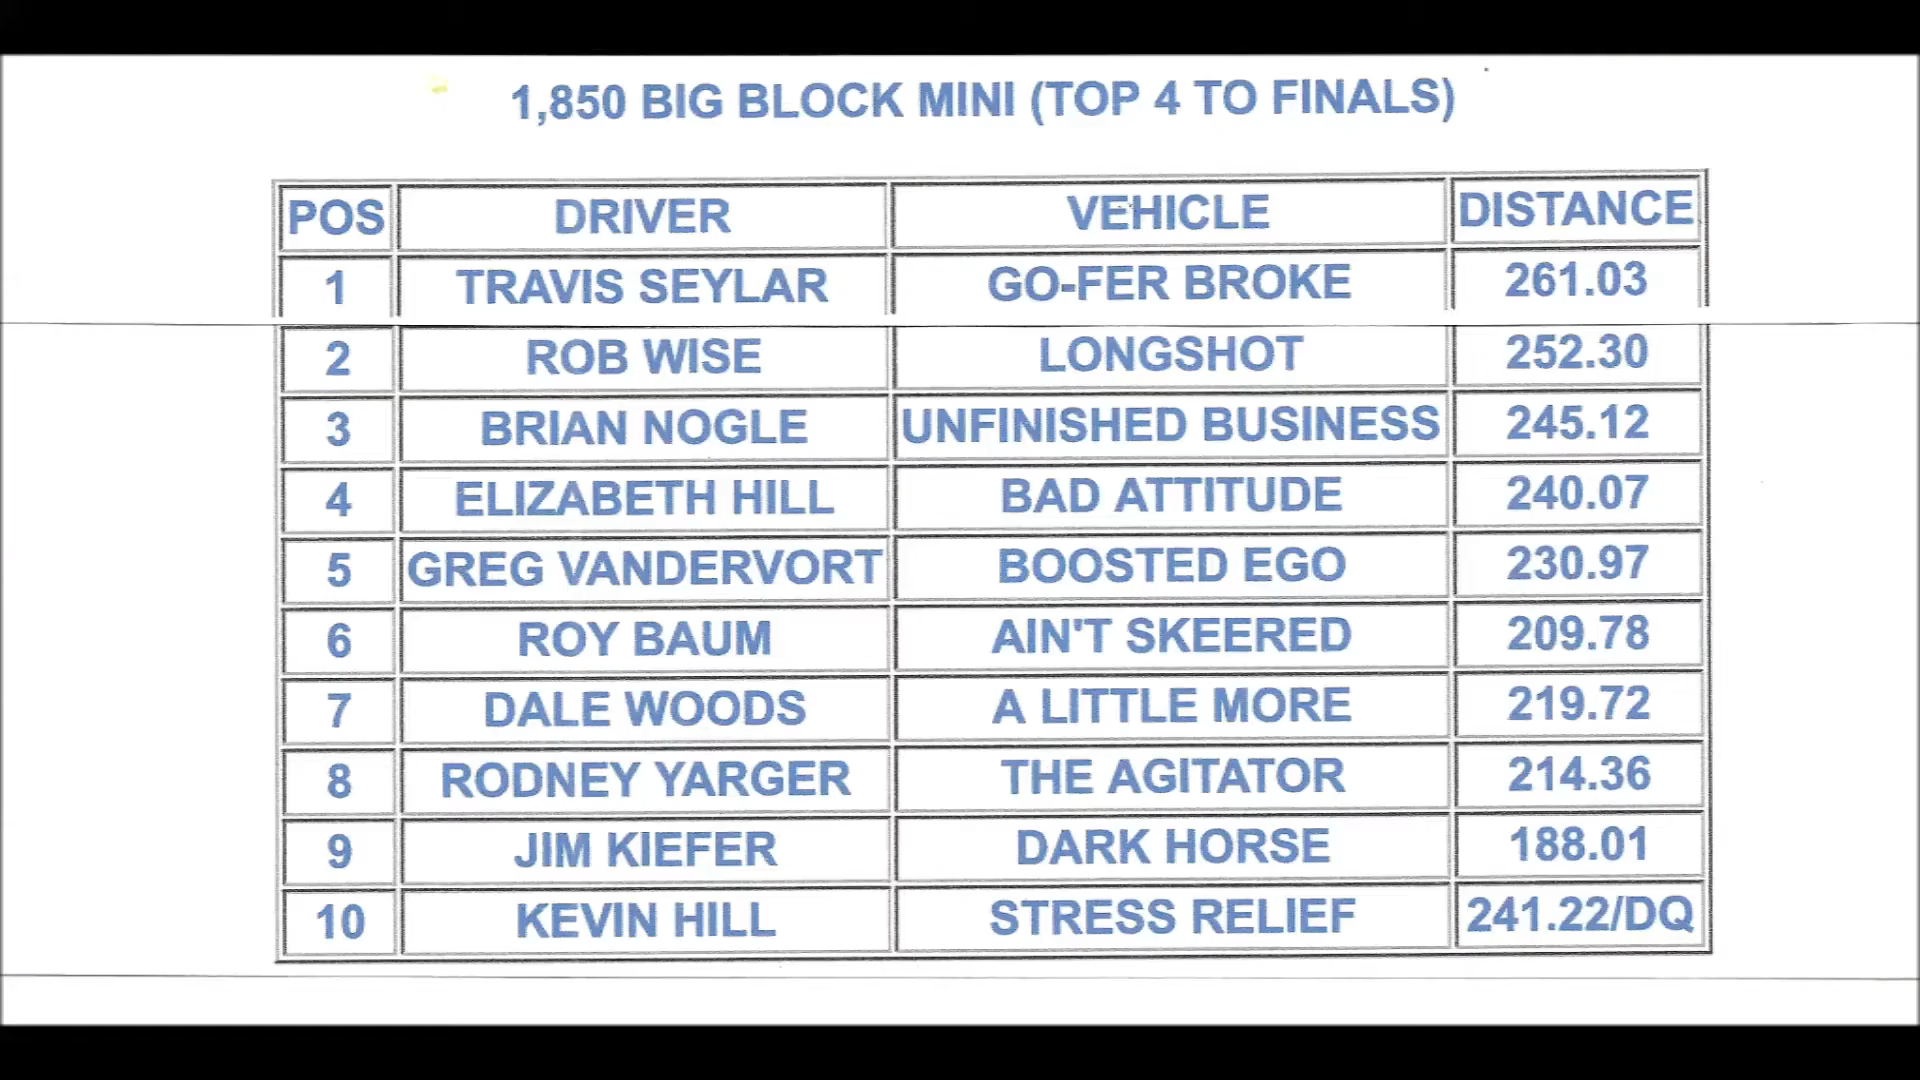 1,850 BIG BLOCK MINI (TOP 4 TO FINALS)
POS DRIVER VEHICLE DISTANCE
1 TRAVIS SEYLAR GO-FER BROKE 261.03
2 ROB WISE LONGSHOT 252.30
3 BRIAN NOGLE UNFINISHED BUSINESS 245.12
4 ELIZABETH HILL BAD ATTITUDE 240.07
5 GREG VANDERVORT BOOSTED EGO 230.97
6 ROY BAUM AIN'T SKEERED 209.78
7 DALE WOODS A LITTLE MORE 219.72
8 RODNEY YARGER THE AGITATOR 214.36
9 JIM KIEFER DARK HORSE 188.01
10 KEVIN HILL STRESS RELIEF 241.22/DQ